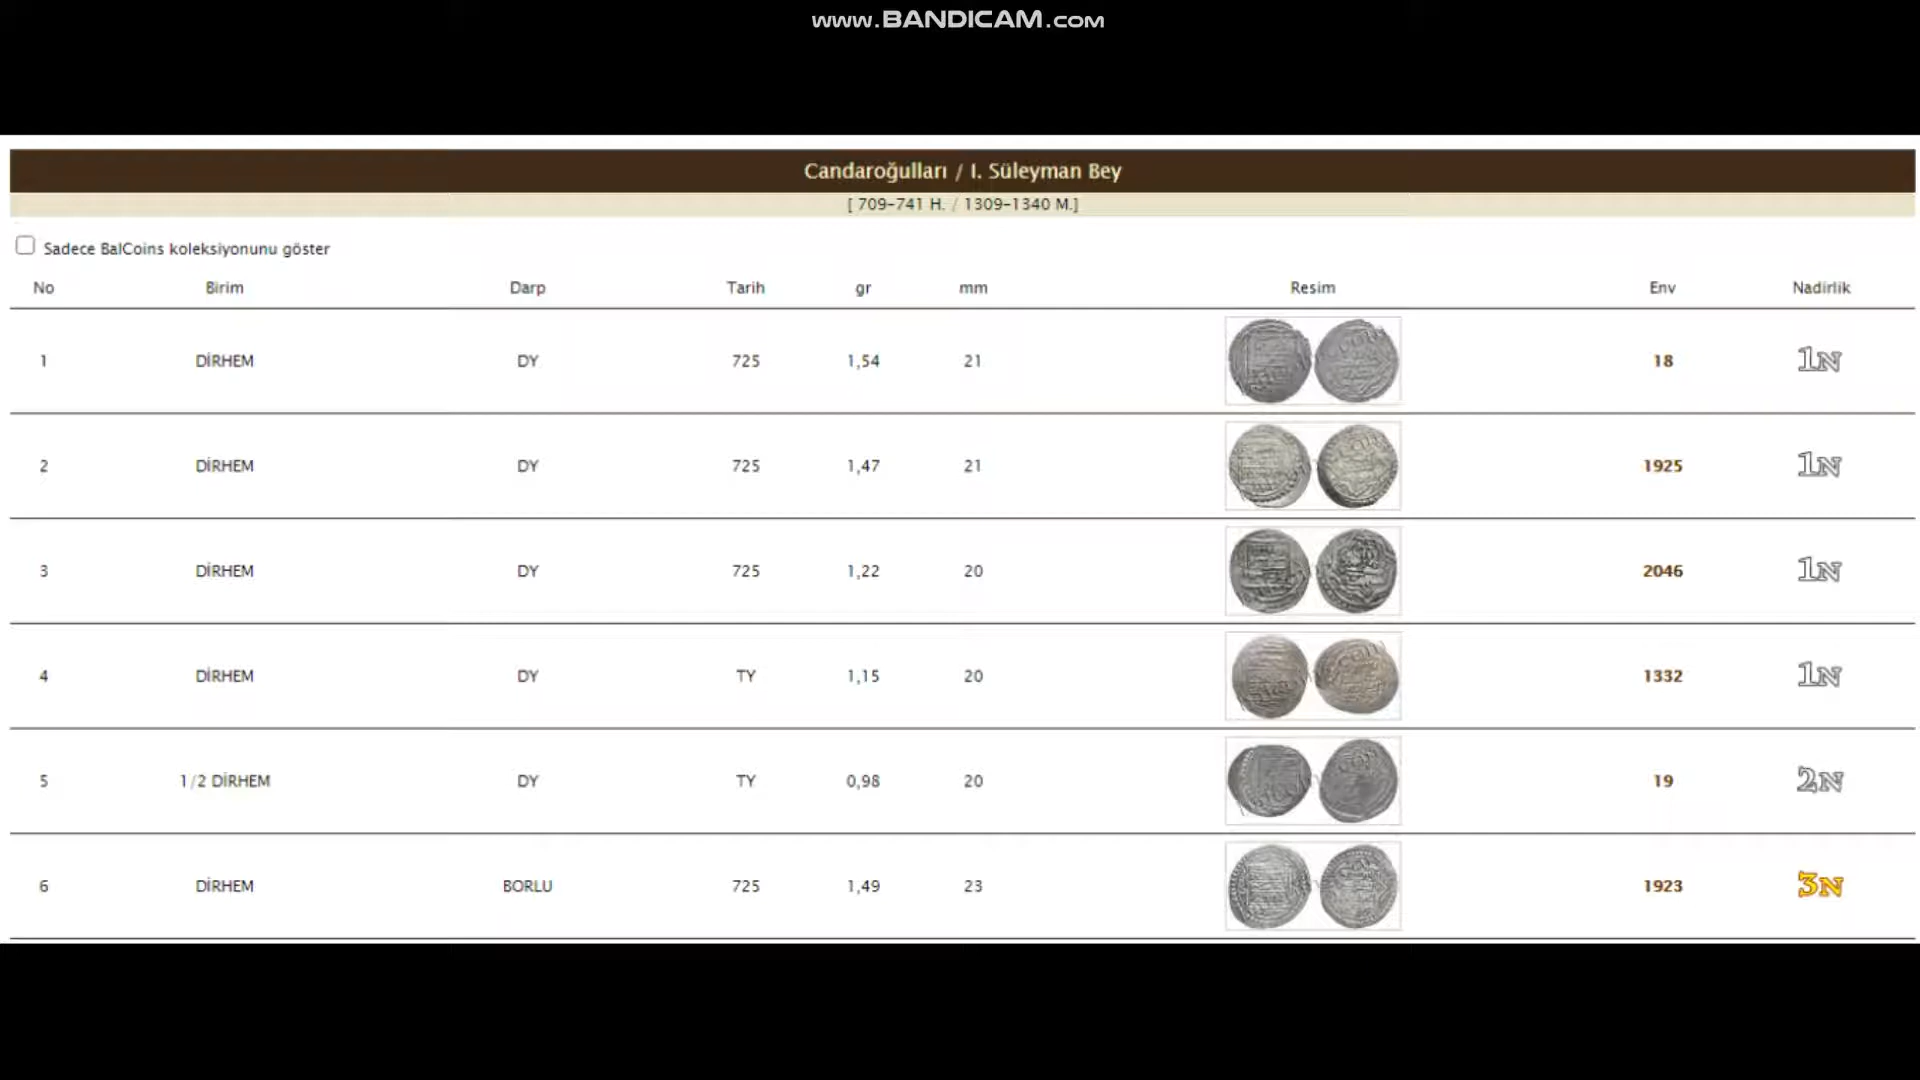 www.BANDICAM.com
Candaroğulları / I. Süleyman Bey
[ 709-741 H. / 1309-1340 M.]
Sadece BalCoins koleksiyonunu göster
No Birim Darp Tarih gr mm Resim Env Nadirlik
1 DİRHEM DY 725 1,54 21 18 1N
2 DİRHEM DY 725 1,47 21 1925 1N
3 DİRHEM DY 725 1,22 20 2046 1N
4 DİRHEM DY TY 1,15 20 1332 1N
5 1/2 DİRHEM DY TY 0,98 20 19 2N
6 DİRHEM BORLU 725 1,49 23 1923 3N